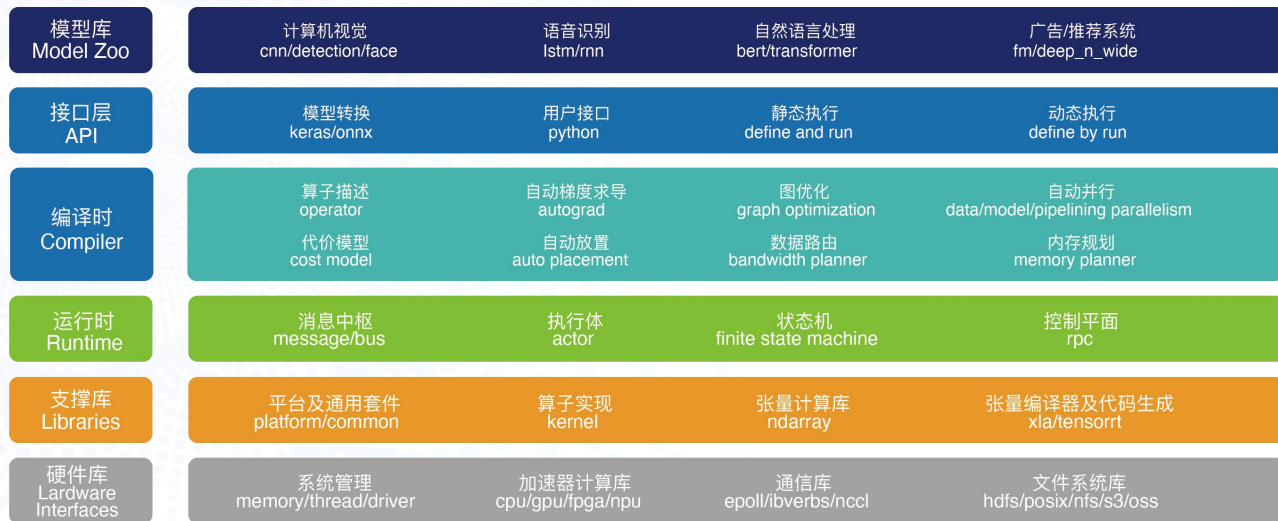 模型库
Model Zoo
计算机视觉
cnn/detection/face
语音识别
lstm/rnn
自然语言处理
bert/transformer
广告/推荐系统
fm/deep_n_wide
接口层
API
模型转换
keras/onnx
用户接口
python
静态执行
define and run
动态执行
define by run
编译时
Compiler
算子描述
operator
自动梯度求导
autograd
图优化
graph optimization
自动并行
data/model/pipelining parallelism
代价模型
cost model
自动放置
auto placement
数据路由
bandwidth planner
内存规划
memory planner
运行时
Runtime
消息中枢
message/bus
执行体
actor
状态机
finite state machine
控制平面
rpc
支撑库
Libraries
平台及通用套件
platform/common
算子实现
kernel
张量计算库
ndarray
张量编译器及代码生成
xla/tensorrt
硬件库
Lardware
Interfaces
系统管理
memory/thread/driver
加速器计算库
cpu/gpu/fpga/npu
通信库
epoll/ibverbs/nccl
文件系统库
hdfs/posix/nfs/s3/oss